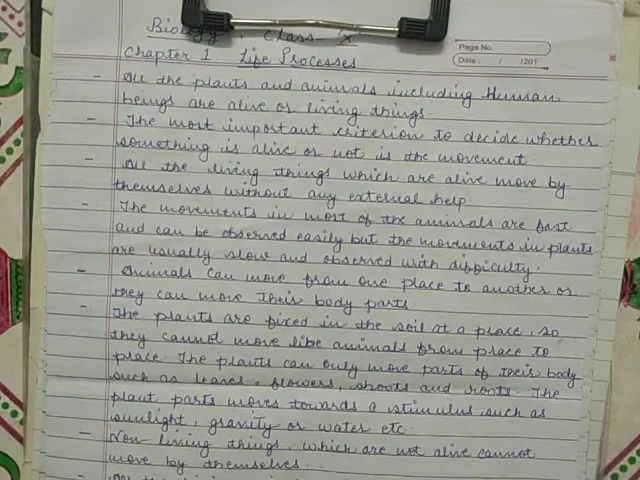 Biology, Class X
Page No.
Date: / /201
Chapter 1 Life Processes
- All the plants and animals including Human
beings are alive or living things.
- The most important criterion to decide whether
something is alive or not is the movement.
- All the living things which are alive move by
themselves without any external help
- The movements in most of the animals are fast
and can be observed easily but the movements in plants
are usually slow and observed with difficulty.
- Animals can move from one place to another or
they can move their body parts.
- The plants are fixed in the soil at a place, so
they cannot move like animals from place to
place. The plants can only move parts of their body
such as leaves, flowers, shoots and roots. The
plant parts moves towards a stimulus such as
sunlight, gravity or water etc.
- Non living things, which are not alive cannot
move by themselves.